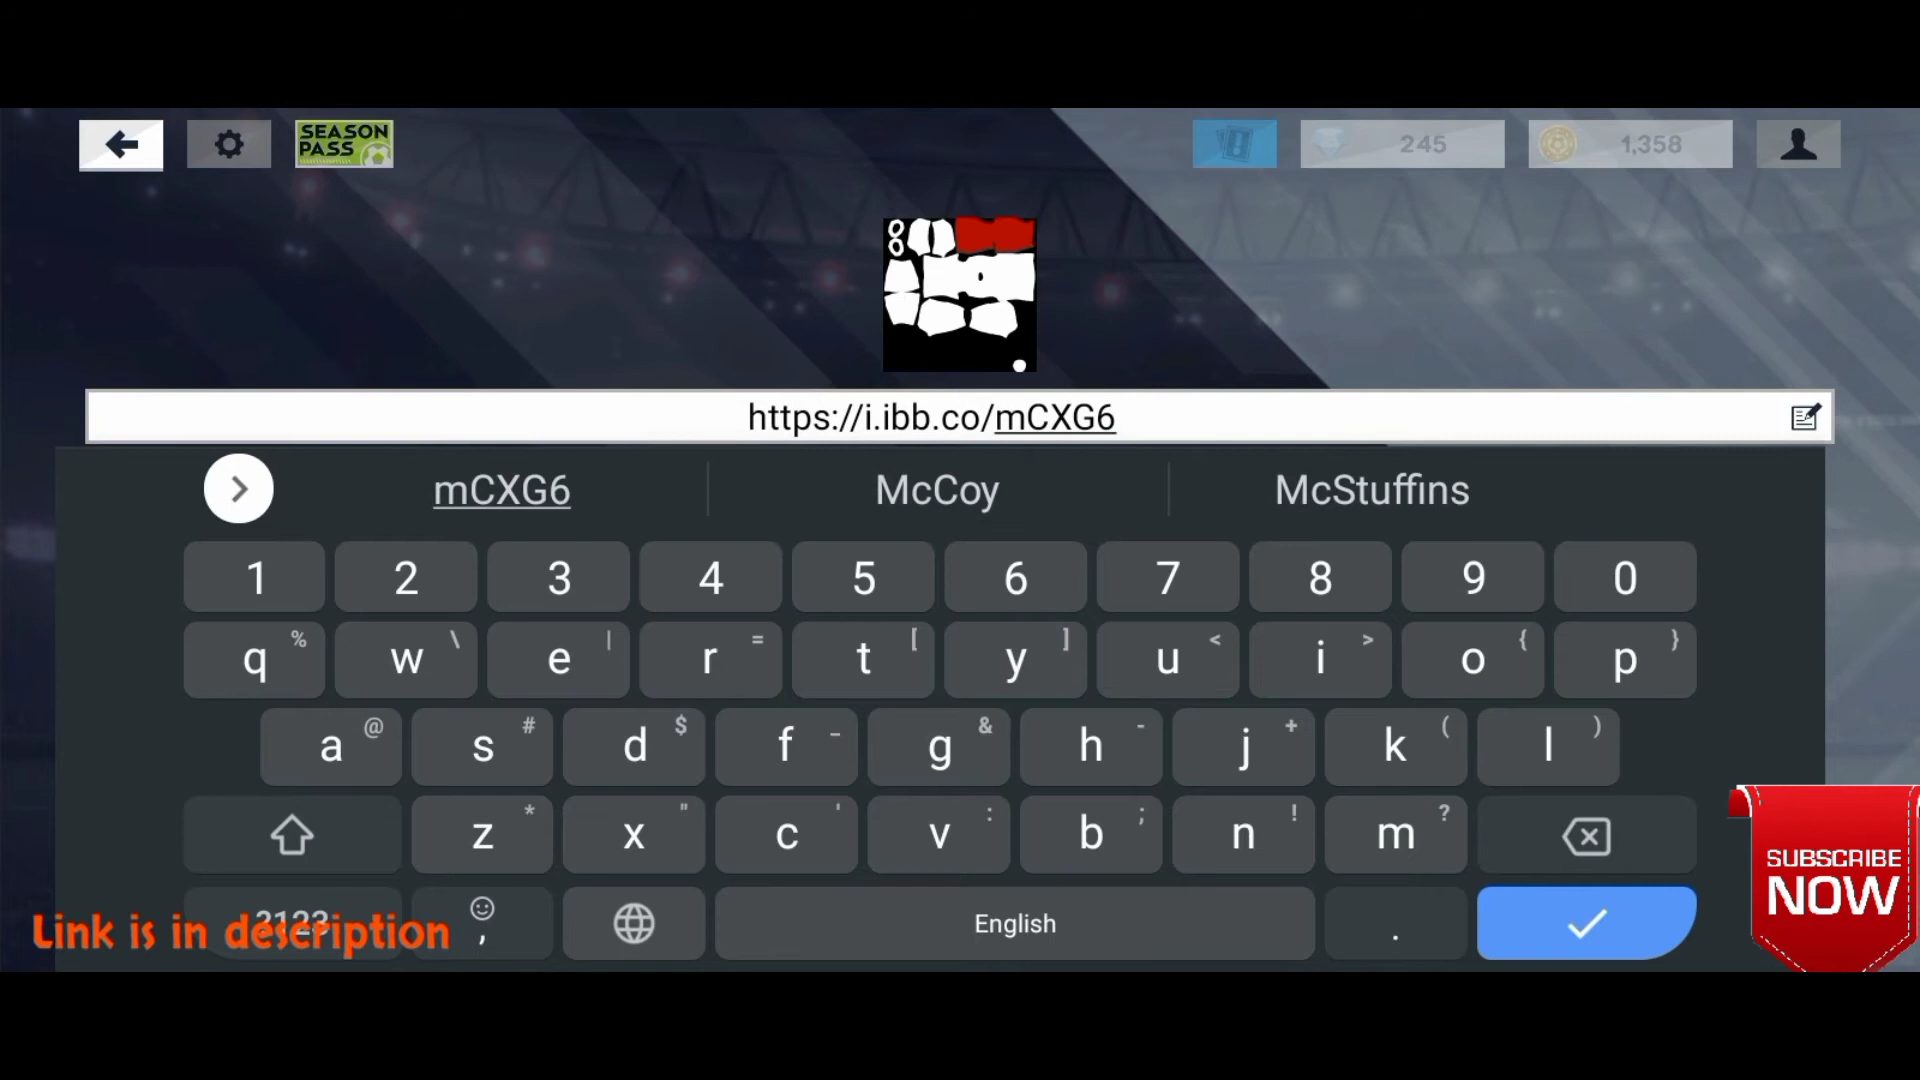 SEASON
PASS
245
1,358
https://i.ibb.co/mCXG6
mCXG6
McCoy
McStuffins
1 2 3 4 5 6 7 8 9 0
q % w \ e | r = t [ y ] u < i > o { p }
a @ s # d $ f _ g & h - j + k ( l )
z * x " c ' v : b ; n ! m ?
?123 , English .
Link is in description
SUBSCRIBE
NOW